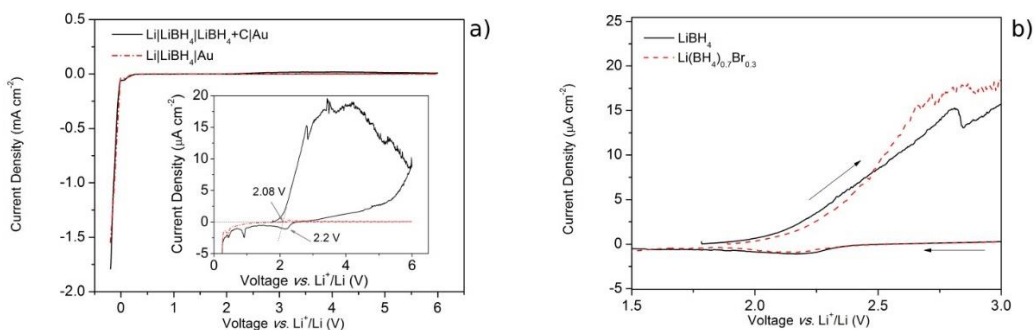 a)
Li|LiBH₄|LiBH₄+C|Au
Li|LiBH₄|Au
Current Density (mA cm⁻²)
0.5
0.0
-0.5
-1.0
-1.5
-2.0
0 1 2 3 4 5 6
Voltage vs. Li⁺/Li (V)
Current Density (μA cm⁻²)
20
15
10
5
0
-5
2.08 V
2.2 V
0 2 4 6
Voltage vs. Li⁺/Li (V)
b)
LiBH₄
Li(BH₄)₀.₇Br₀.₃
Current Density (μA cm⁻²)
25
20
15
10
5
0
-5
1.5 2.0 2.5 3.0
Voltage vs. Li⁺/Li (V)